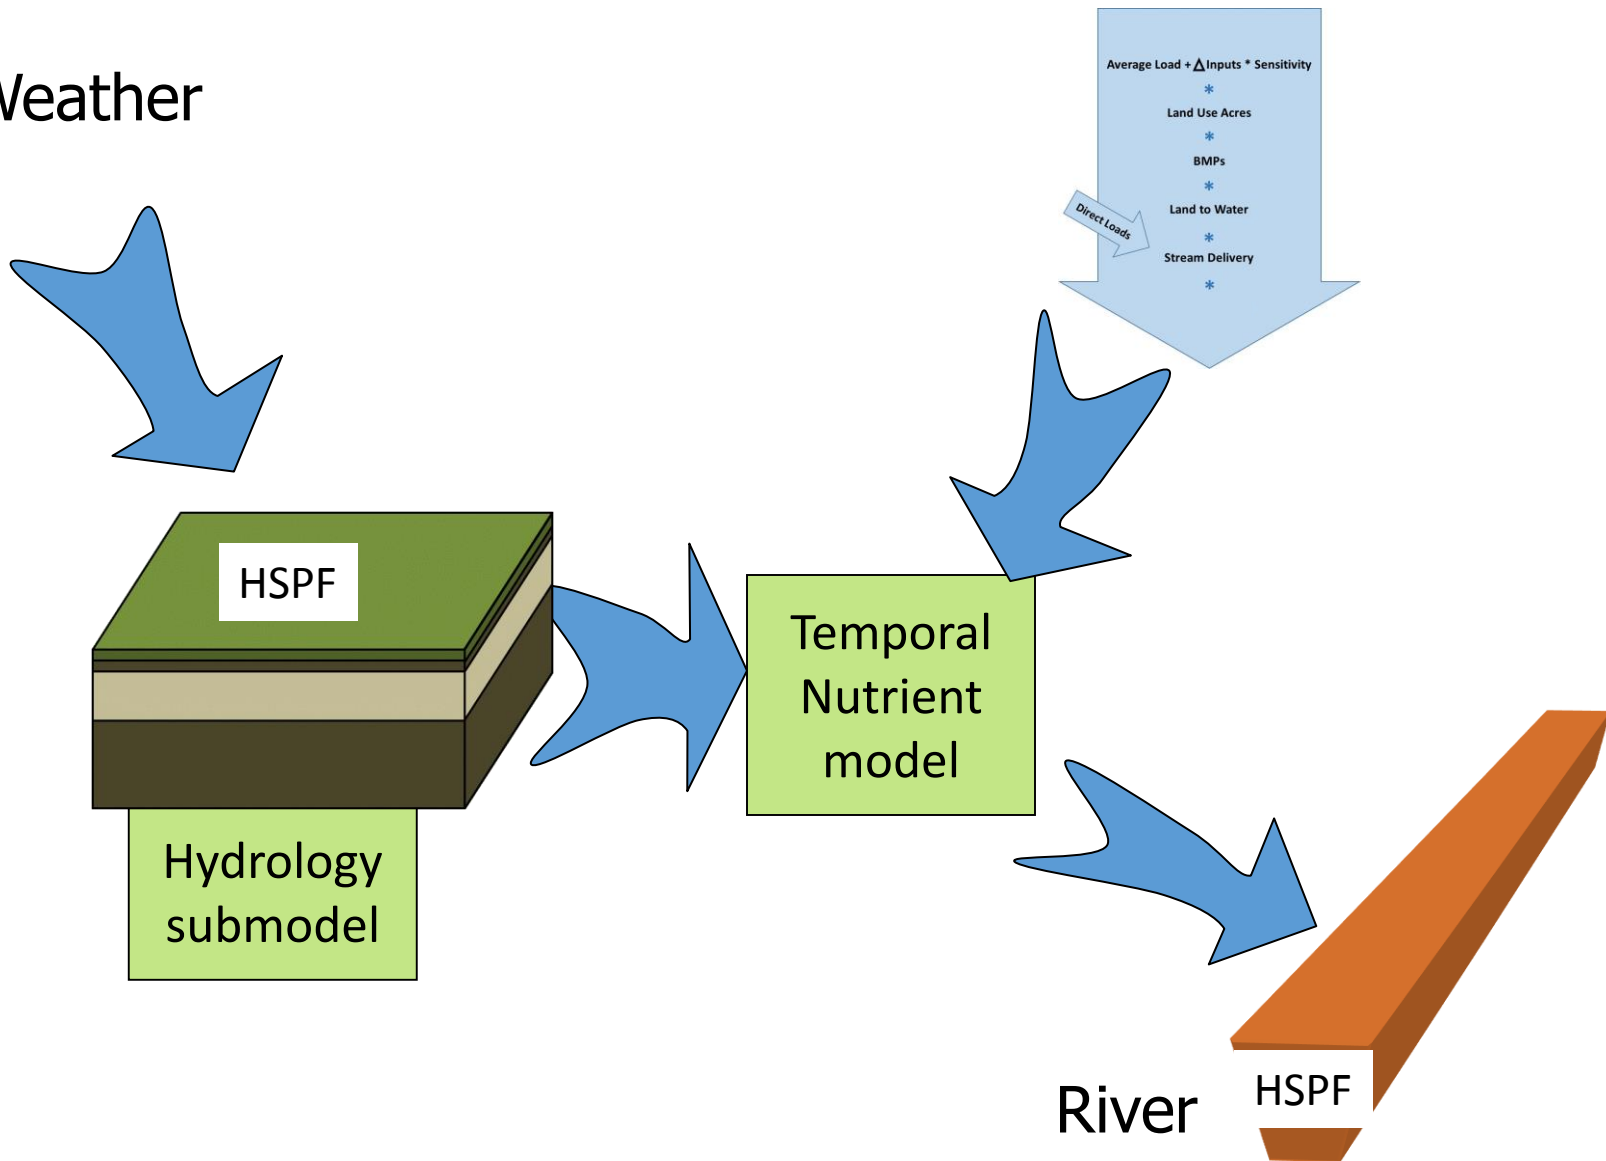 Weather
Average Load + Δ Inputs * Sensitivity
*
Land Use Acres
*
BMPs
*
Land to Water
*
Direct Loads
Stream Delivery
*
HSPF
Hydrology
submodel
Temporal
Nutrient
model
River
HSPF